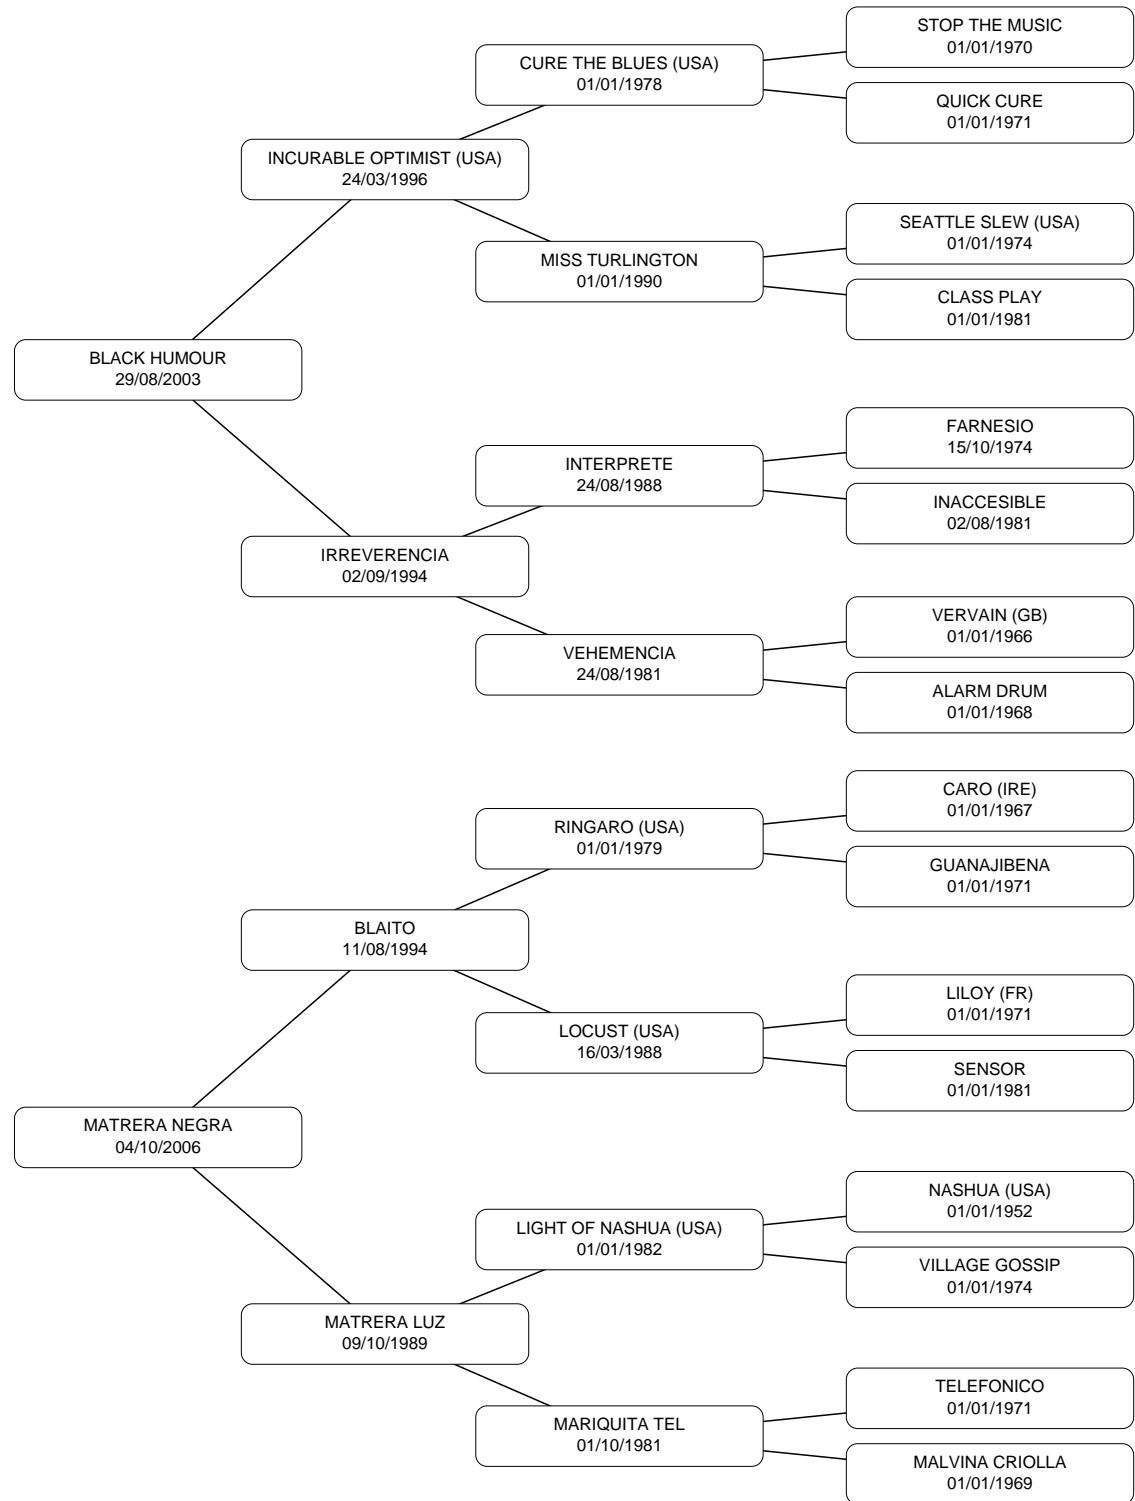 STOP THE MUSIC
01/01/1970
CURE THE BLUES (USA)
01/01/1978
QUICK CURE
01/01/1971
INCURABLE OPTIMIST (USA)
24/03/1996
SEATTLE SLEW (USA)
01/01/1974
MISS TURLINGTON
01/01/1990
CLASS PLAY
01/01/1981
BLACK HUMOUR
29/08/2003
FARNESIO
15/10/1974
INTERPRETE
24/08/1988
INACCESIBLE
02/08/1981
IRREVERENCIA
02/09/1994
VERVAIN (GB)
01/01/1966
VEHEMENCIA
24/08/1981
ALARM DRUM
01/01/1968
CARO (IRE)
01/01/1967
RINGARO (USA)
01/01/1979
GUANAJIBENA
01/01/1971
BLAITO
11/08/1994
LILOY (FR)
01/01/1971
LOCUST (USA)
16/03/1988
SENSOR
01/01/1981
MATRERA NEGRA
04/10/2006
NASHUA (USA)
01/01/1952
LIGHT OF NASHUA (USA)
01/01/1982
VILLAGE GOSSIP
01/01/1974
MATRERA LUZ
09/10/1989
TELEFONICO
01/01/1971
MARIQUITA TEL
01/10/1981
MALVINA CRIOLLA
01/01/1969